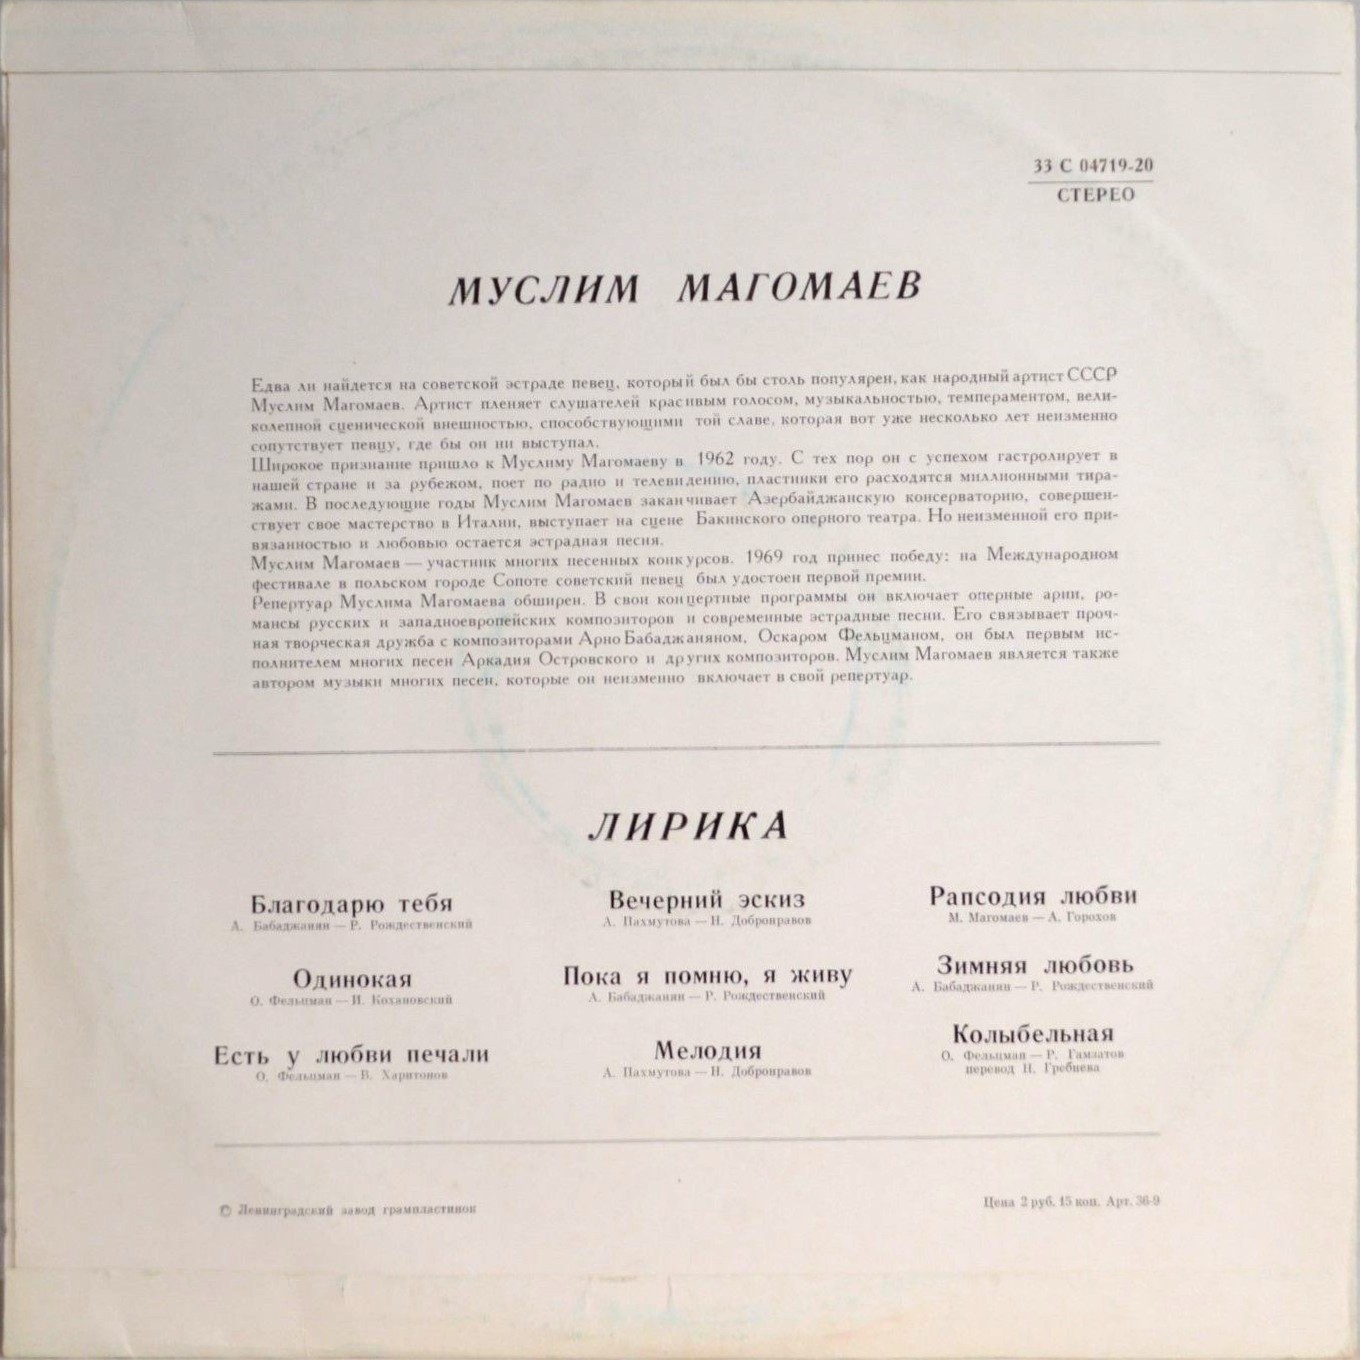 33 С 04719-20
СТЕРЕО
МУСЛИМ МАГОМАЕВ
Едва ли найдется на советской эстраде певец, который был бы столь популярен, как народный артист СССР
Муслим Магомаев. Артист пленяет слушателей красивым голосом, музыкальностью, темпераментом, вели-
колепной сценической внешностью, способствующими той славе, которая вот уже несколько лет неизменно
сопутствует певцу, где бы он ни выступал.
Широкое признание пришло к Муслиму Магомаеву в 1962 году. С тех пор он с успехом гастролирует в
нашей стране и за рубежом, поет по радио и телевидению, пластинки его расходятся миллионными тира-
жами. В последующие годы Муслим Магомаев заканчивает Азербайджанскую консерваторию, совершен-
ствует свое мастерство в Италии, выступает на сцене Бакинского оперного театра. Но неизменной его при-
вязанностью и любовью остается эстрадная песня.
Муслим Магомаев — участник многих песенных конкурсов. 1969 год принес победу: на Международном
фестивале в польском городе Сопоте советский певец был удостоен первой премии.
Репертуар Муслима Магомаева обширен. В свои концертные программы он включает оперные арии, ро-
мансы русских и западноевропейских композиторов и современные эстрадные песни. Его связывает проч-
ная творческая дружба с композиторами Арно Бабаджаняном, Оскаром Фельцманом, он был первым ис-
полнителем многих песен Аркадия Островского и других композиторов. Муслим Магомаев является также
автором музыки многих песен, которые он неизменно включает в свой репертуар.
ЛИРИКА
Благодарю тебя
А. Бабаджанян — Р. Рождественский
Одинокая
О. Фельцман — И. Кохановский
Есть у любви печали
О. Фельцман — В. Харитонов
Вечерний эскиз
А. Пахмутова — Н. Добронравов
Пока я помню, я живу
А. Бабаджанян — Р. Рождественский
Мелодия
А. Пахмутова — Н. Добронравов
Рапсодия любви
М. Магомаев — А. Горохов
Зимняя любовь
А. Бабаджанян — Р. Рождественский
Колыбельная
О. Фельцман — Р. Гамзатов
перевод Н. Гребнева
© Ленинградский завод грампластинок
Цена 2 руб. 15 коп. Арт. 36-9